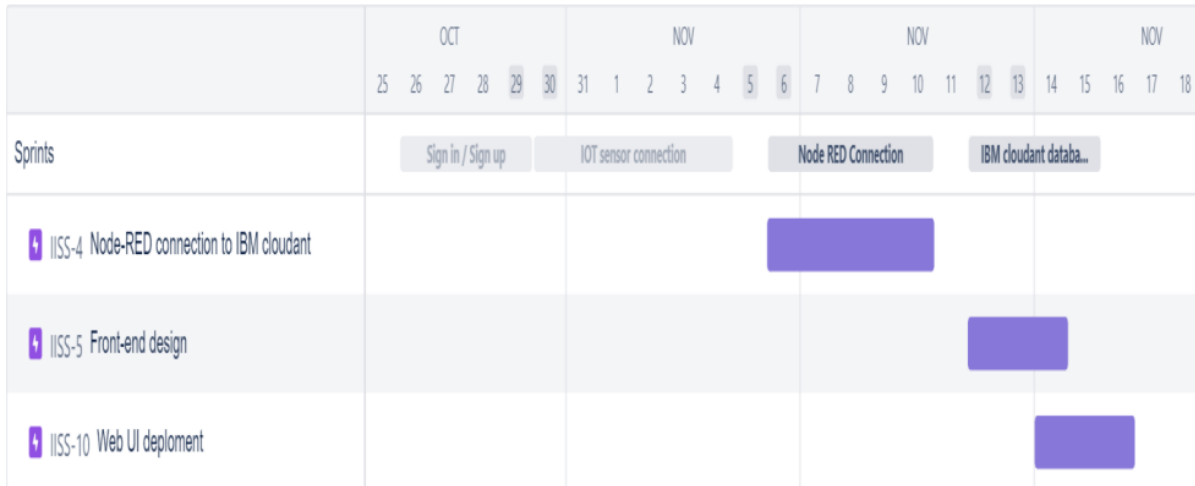 OCT NOV NOV NOV
25 26 27 28 29 30 31 1 2 3 4 5 6 7 8 9 10 11 12 13 14 15 16 17 18
Sprints Sign in / Sign up IOT sensor connection Node RED Connection IBM cloudant databa...
IISS-4 Node-RED connection to IBM cloudant
IISS-5 Front-end design
IISS-10 Web UI deploment